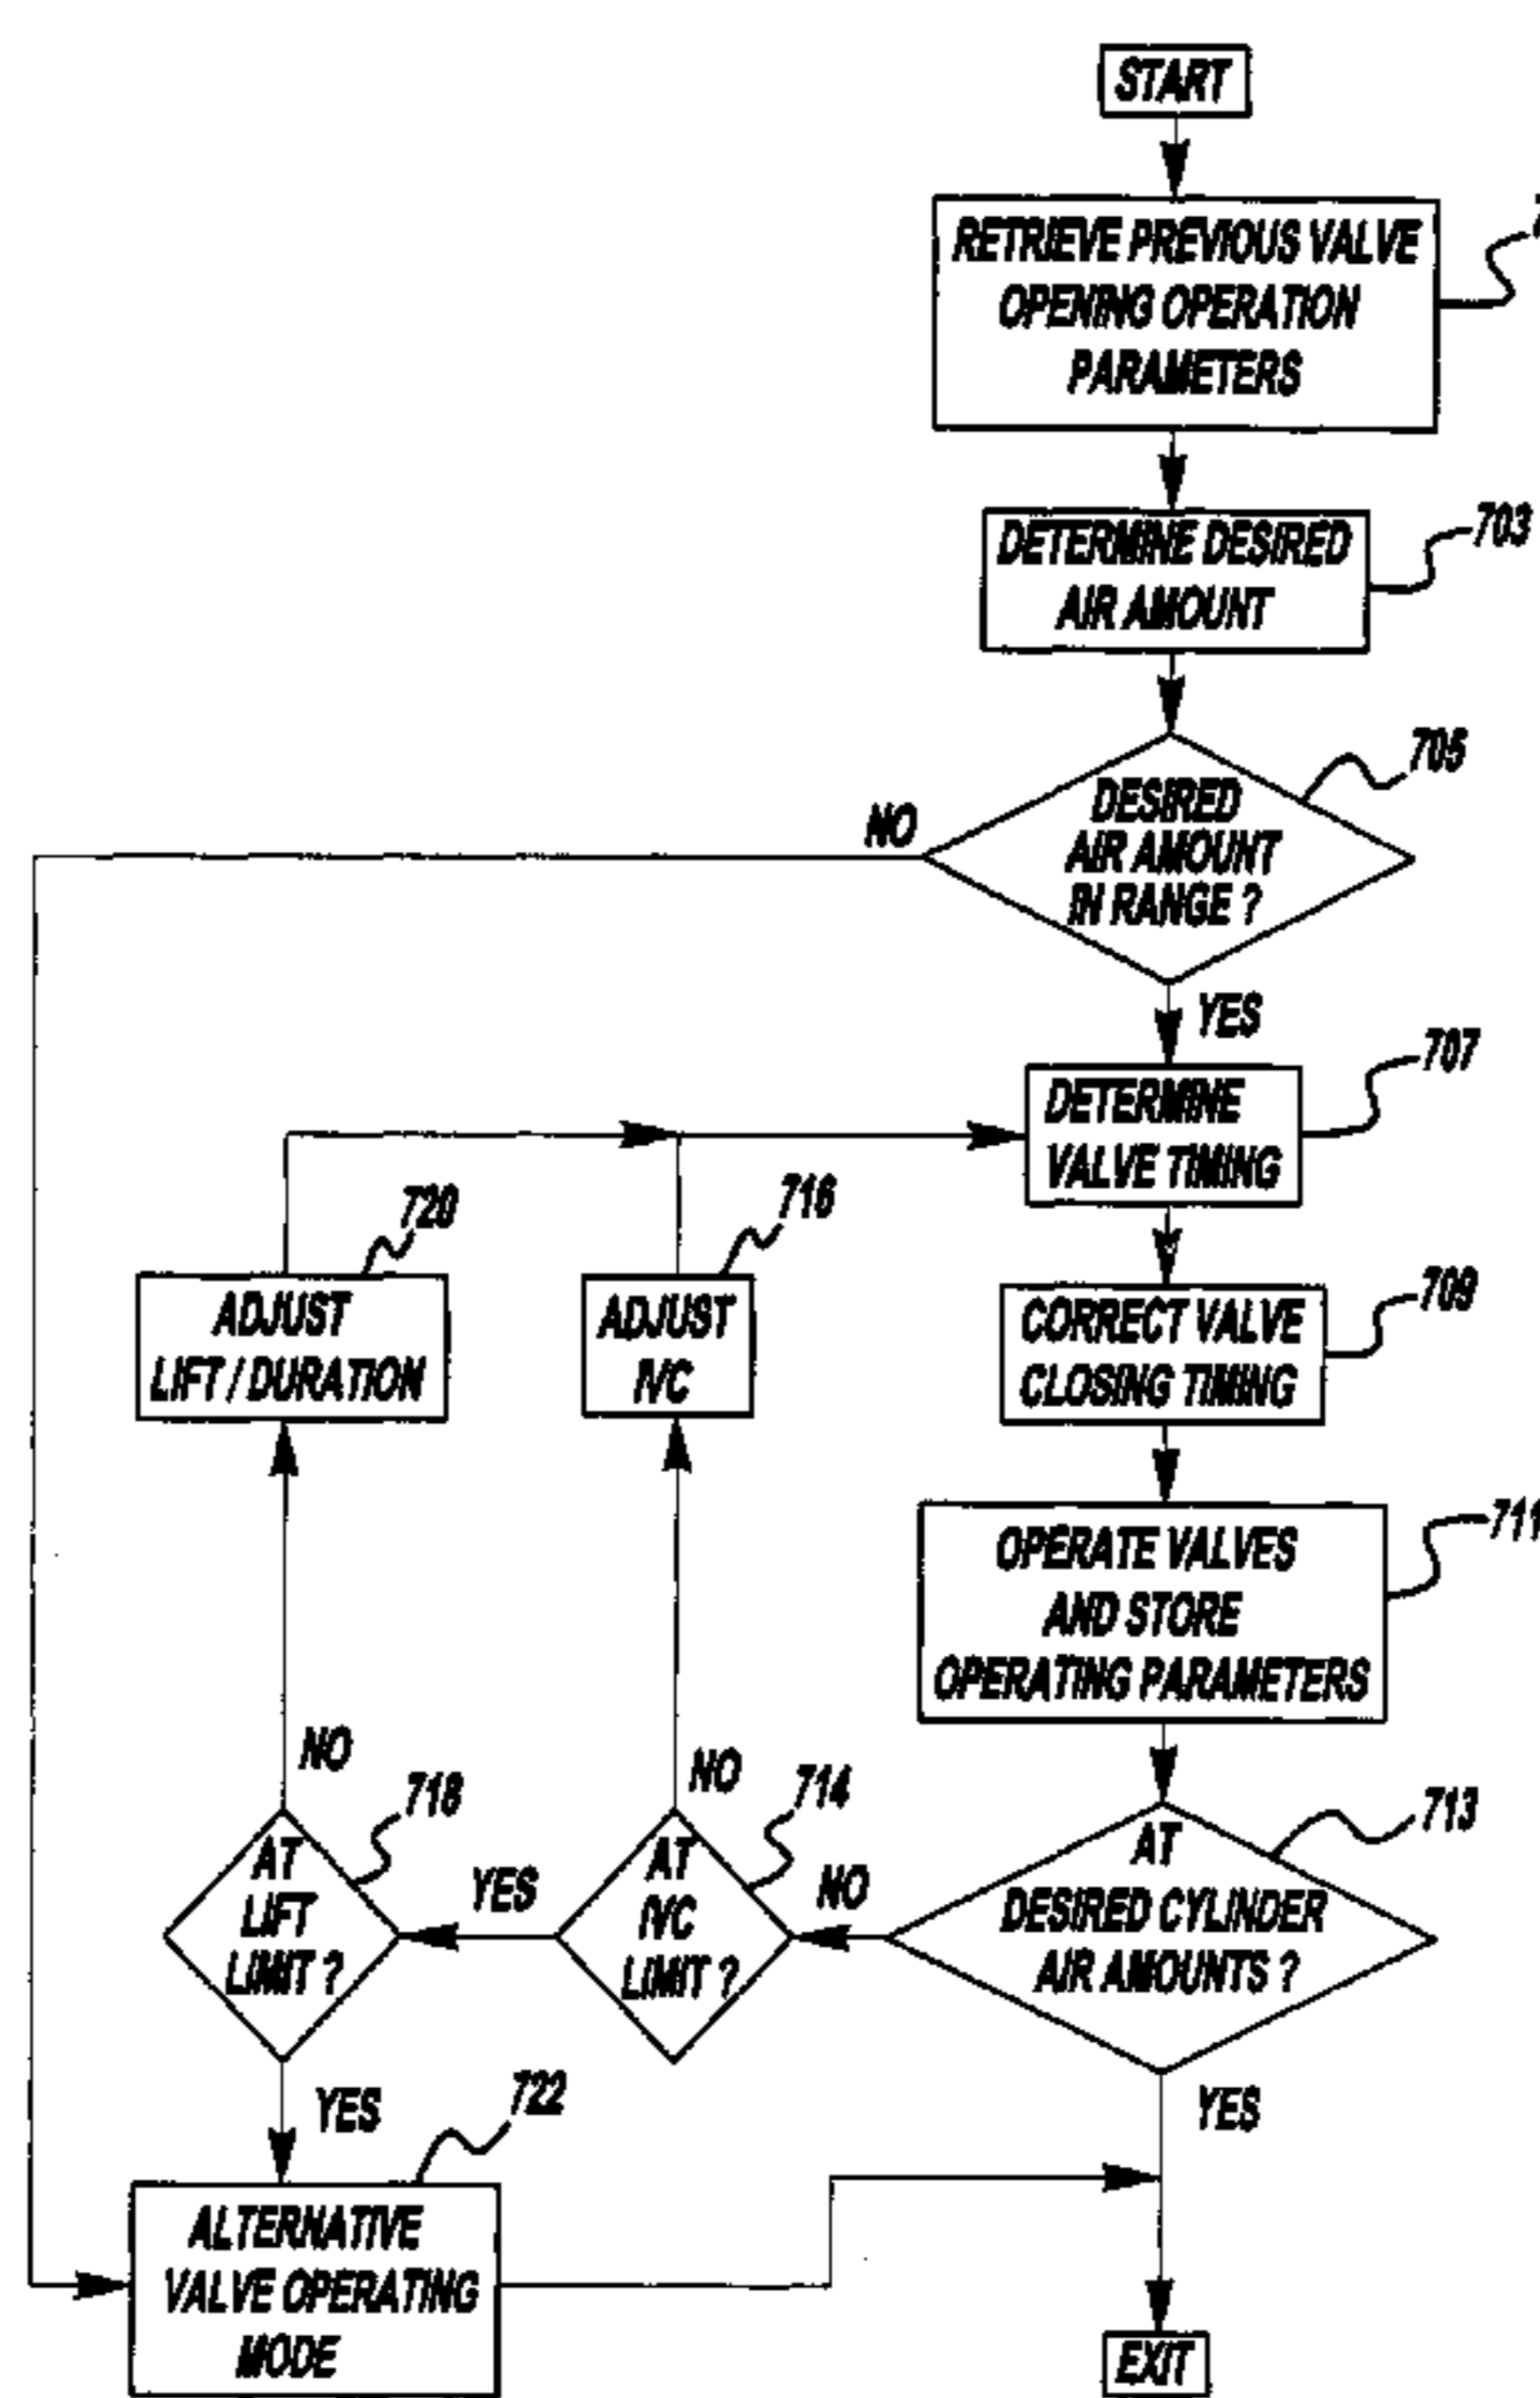 START
RETRIEVE PREVIOUS VALVE
OPENING OPERATION
PARAMETERS
DETERMINE DESIRED
AIR AMOUNT
703
DESIRED
AIR AMOUNT
IN RANGE ?
705
NO
YES
DETERMINE
VALVE TIMING
707
720
716
ADJUST
LIFT / DURATION
ADJUST
IVC
CORRECT VALVE
CLOSING TIMING
709
OPERATE VALVES
AND STORE
OPERATING PARAMETERS
711
NO
NO
718
714
713
AT
LIFT
LIMIT ?
YES
AT
IVC
LIMIT ?
NO
AT
DESIRED CYLINDER
AIR AMOUNTS ?
YES
722
YES
ALTERNATIVE
VALVE OPERATING
MODE
EXIT